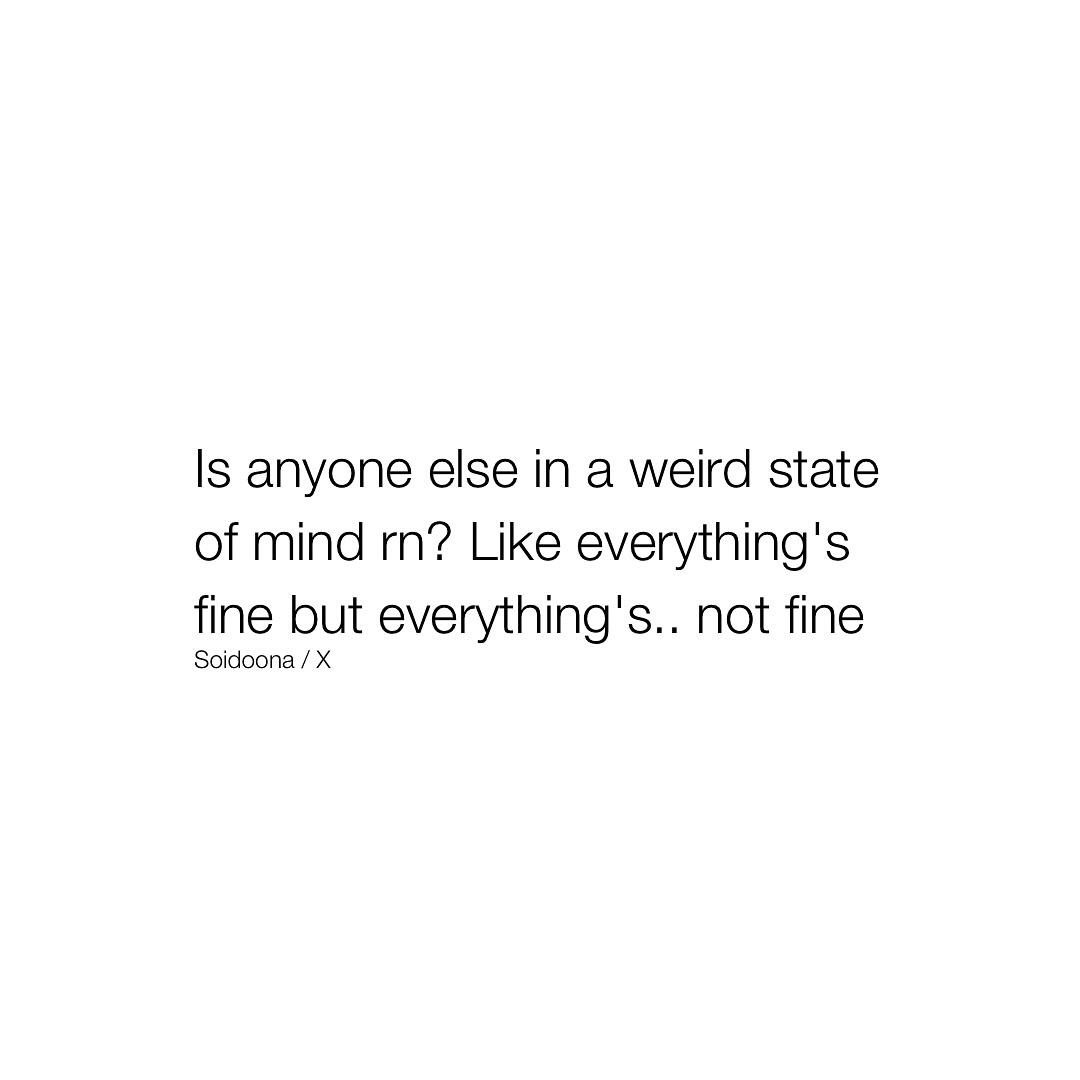 Is anyone else in a weird state
of mind rn? Like everything's
fine but everything's.. not fine
Soidoona / X